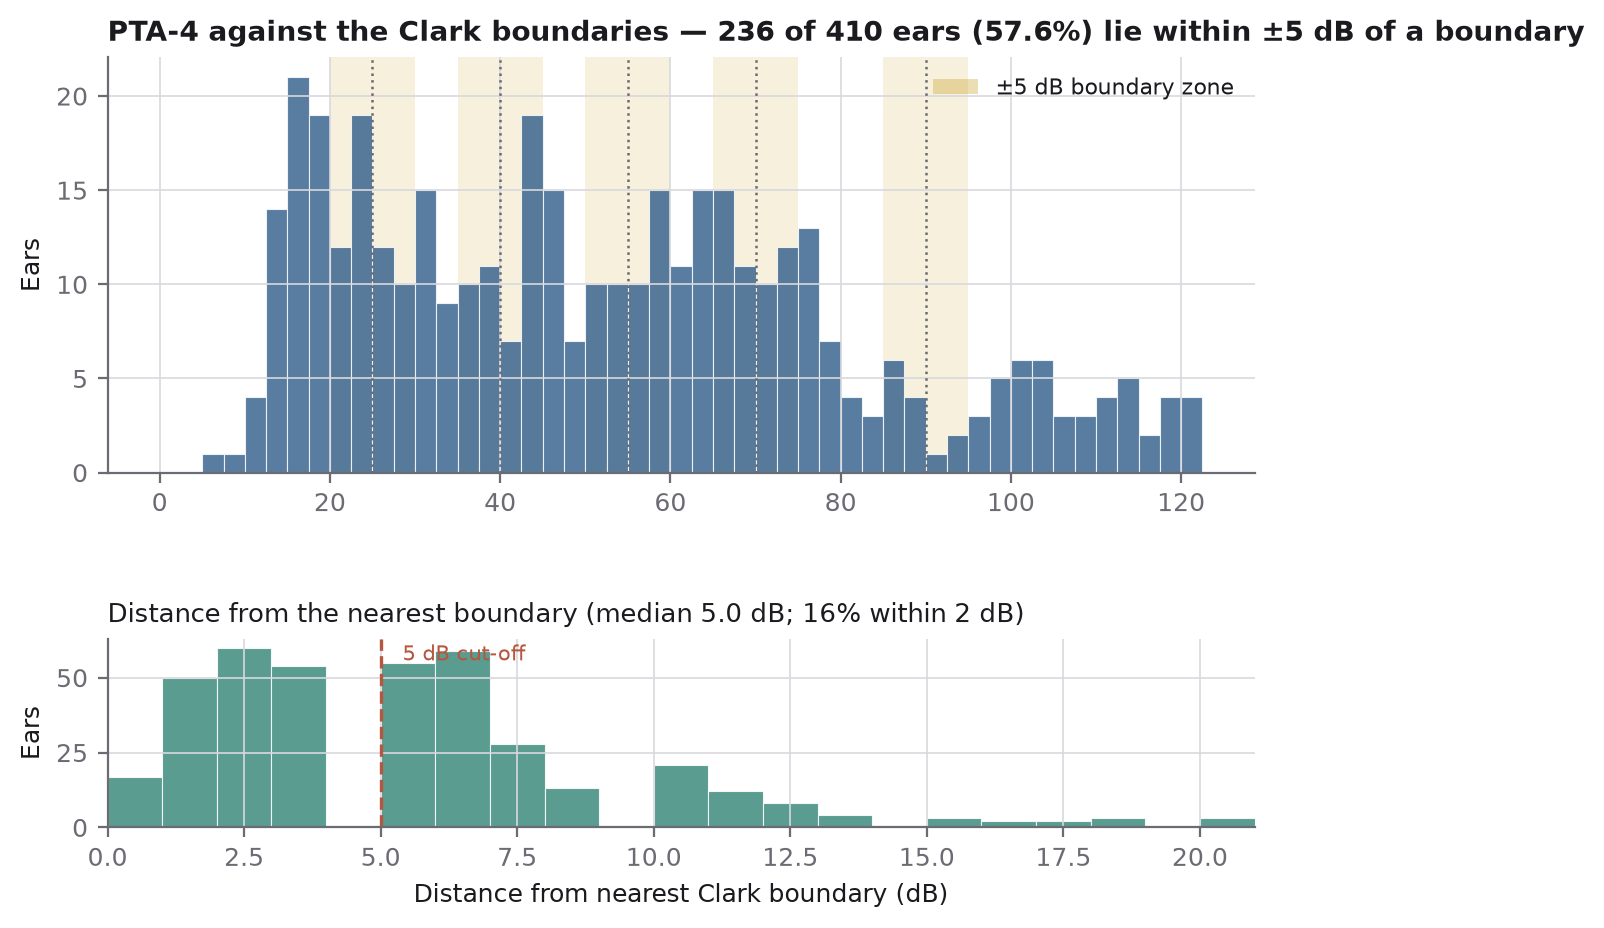 PTA-4 against the Clark boundaries — 236 of 410 ears (57.6%) lie within ±5 dB of a boundary
±5 dB boundary zone
Ears
20
15
10
5
0
0 20 40 60 80 100 120
Distance from the nearest boundary (median 5.0 dB; 16% within 2 dB)
5 dB cut-off
Ears
50
25
0
0.0 2.5 5.0 7.5 10.0 12.5 15.0 17.5 20.0
Distance from nearest Clark boundary (dB)